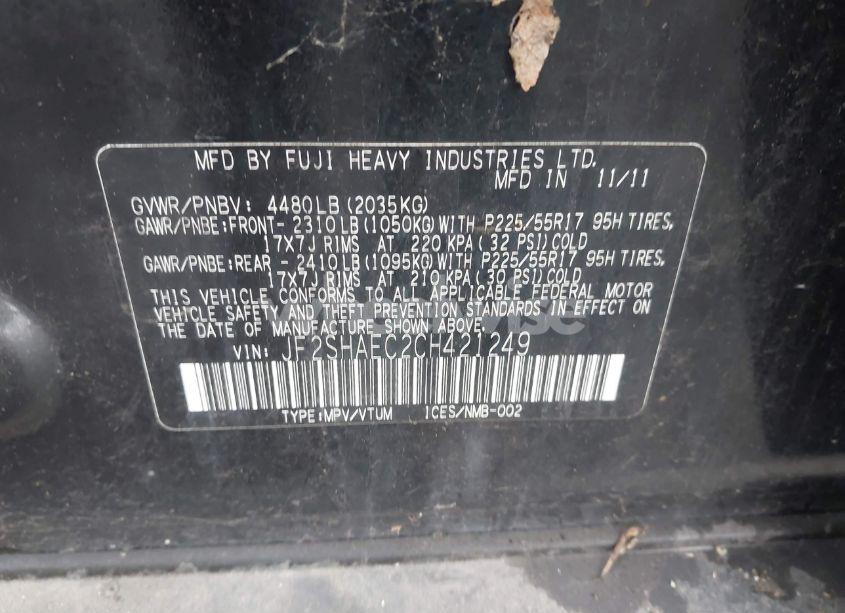 MFD BY FUJI HEAVY INDUSTRIES LTD.
MFD IN 11/11
GVWR/PNBV: 4480LB(2035KG)
GAWR/PNBE:FRONT- 2310LB(1050KG)WITH P225/55R17 95H TIRES,
17X7J RIMS AT 220 KPA(32 PSI)COLD
GAWR/PNBE:REAR - 2410LB(1095KG)WITH P225/55R17 95H TIRES,
17X7J RIMS AT 210 KPA(30 PSI)COLD
THIS VEHICLE CONFORMS TO ALL APPLICABLE FEDERAL MOTOR
VEHICLE SAFETY AND THEFT PREVENTION STANDARDS IN EFFECT ON
THE DATE OF MANUFACTURE SHOWN ABOVE.
VIN: JF2SHAEC2CH421249
TYPE:MPV/VTUM ICES/NMB-002